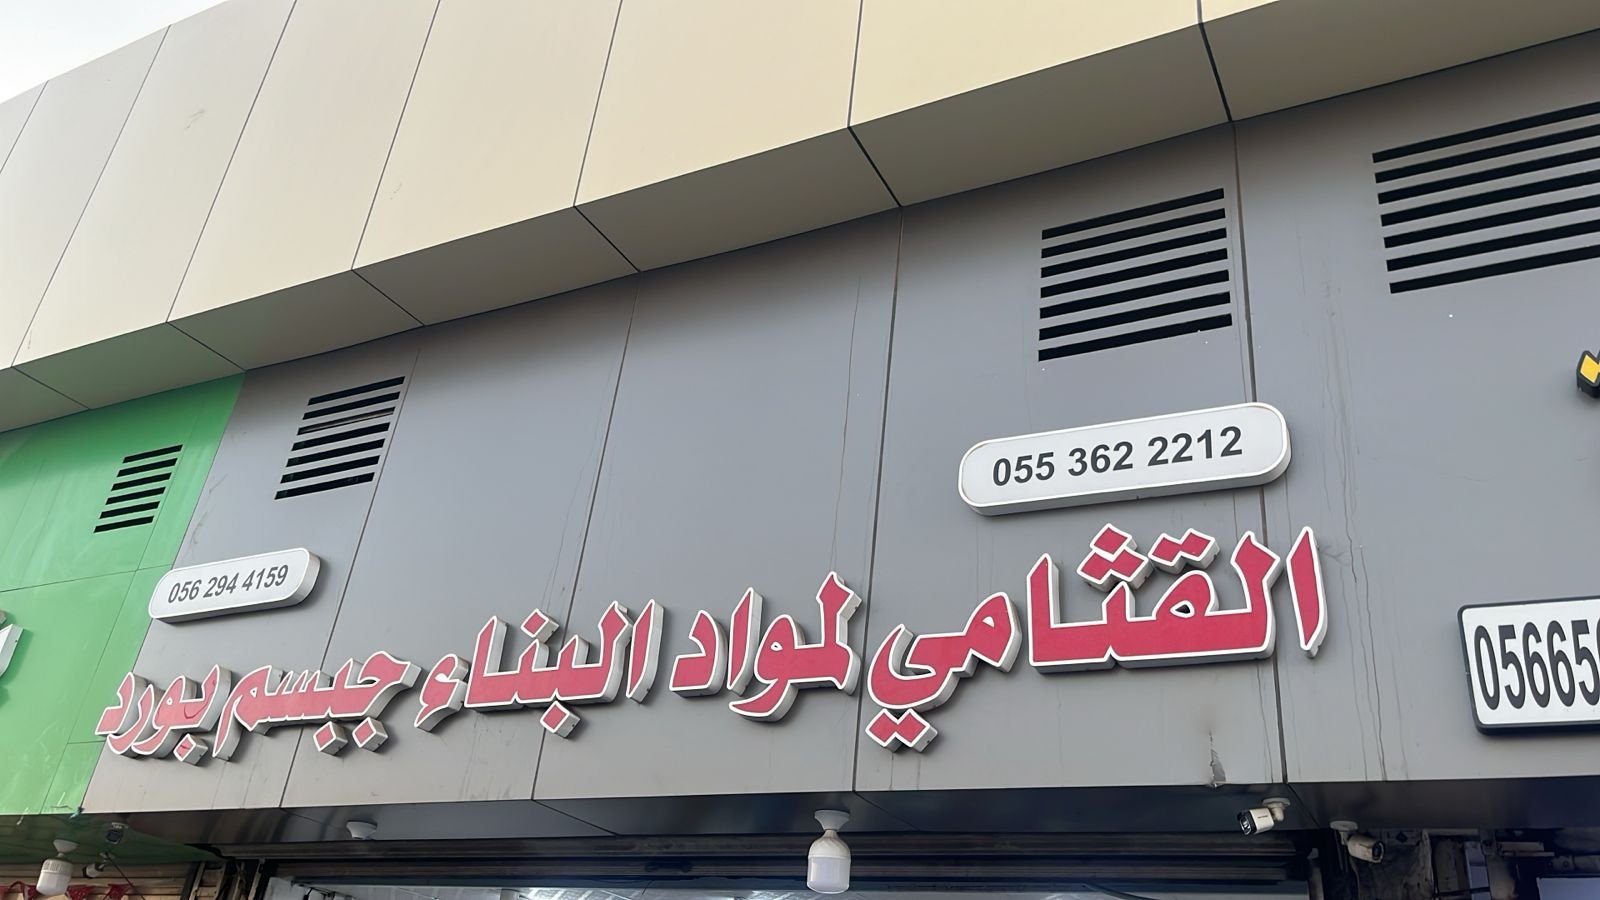 055 362 2212
056 294 4159
القثامي لمواد البناء جبسم بورد